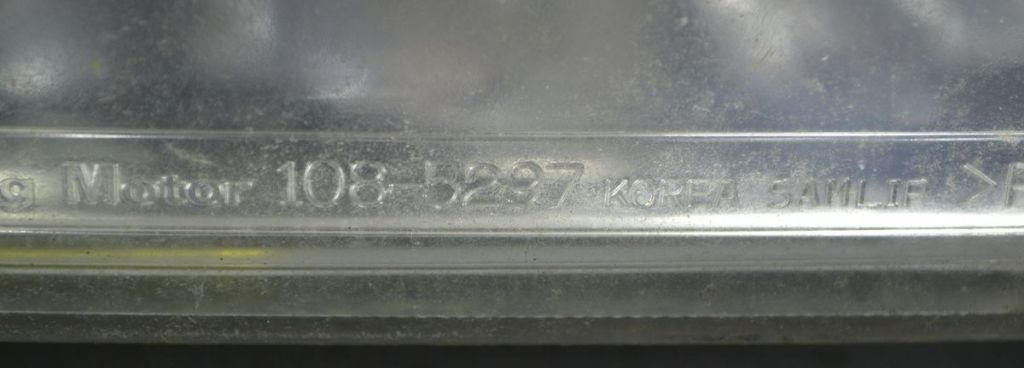 g Motor 108-5297 KOREA SAMLIP >P